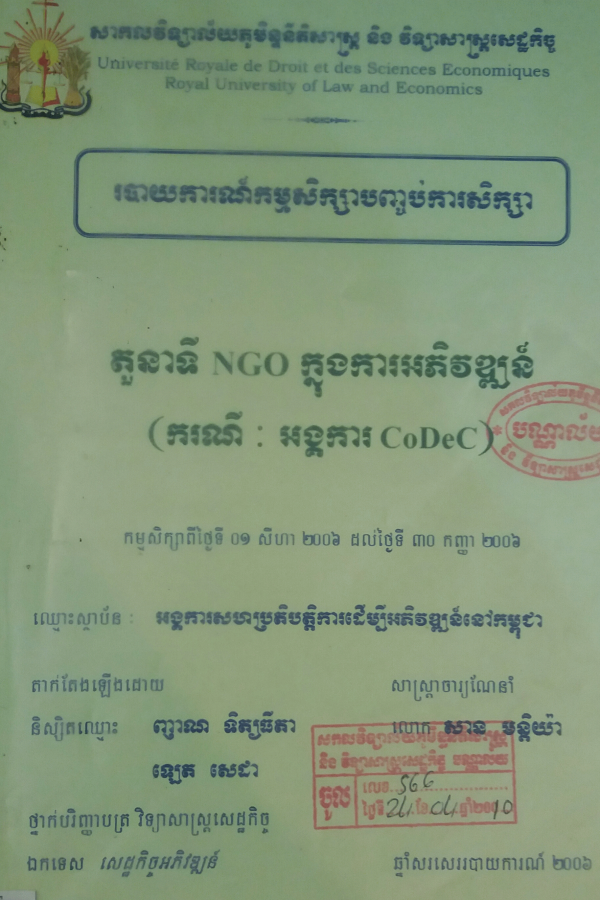 សាកលវិទ្យាល័យភូមិន្ទនីតិសាស្ត្រ និង វិទ្យាសាស្ត្រសេដ្ឋកិច្ច
Université Royale de Droit et des Sciences Economiques
Royal University of Law and Economics
របាយការណ៍កម្មសិក្សាបញ្ចប់ការសិក្សា
តួនាទី NGO ក្នុងការអភិវឌ្ឍន៍
(ករណី : អង្គការ CoDeC)
បណ្ណាល័យ
កម្មសិក្សាពីថ្ងៃទី ០១ សីហា ២០០៦ ដល់ថ្ងៃទី ៣០ កញ្ញា ២០០៦
ឈ្មោះស្ថាប័ន : អង្គការសហប្រតិបត្តិការដើម្បីអភិវឌ្ឍន៍នៅកម្ពុជា
តាក់តែងឡើងដោយ
សាស្ត្រាចារ្យណែនាំ
និស្សិតឈ្មោះ ញាណ ទិត្យធីតា
លោក សាន មន្តិយ៉ា
ឡេត សេដា
សាកលវិទ្យាល័យភូមិន្ទនីតិសាស្ត្រ
និង វិទ្យាសាស្ត្រសេដ្ឋកិច្ច បណ្ណាល័យ
ចូល
លេខ 566
ថ្ងៃទី 24 ខែ 04 ឆ្នាំ 2010
ថ្នាក់បរិញ្ញាបត្រ វិទ្យាសាស្ត្រសេដ្ឋកិច្ច
ឯកទេស សេដ្ឋកិច្ចអភិវឌ្ឍន៍
ឆ្នាំសរសេររបាយការណ៍ ២០០៦